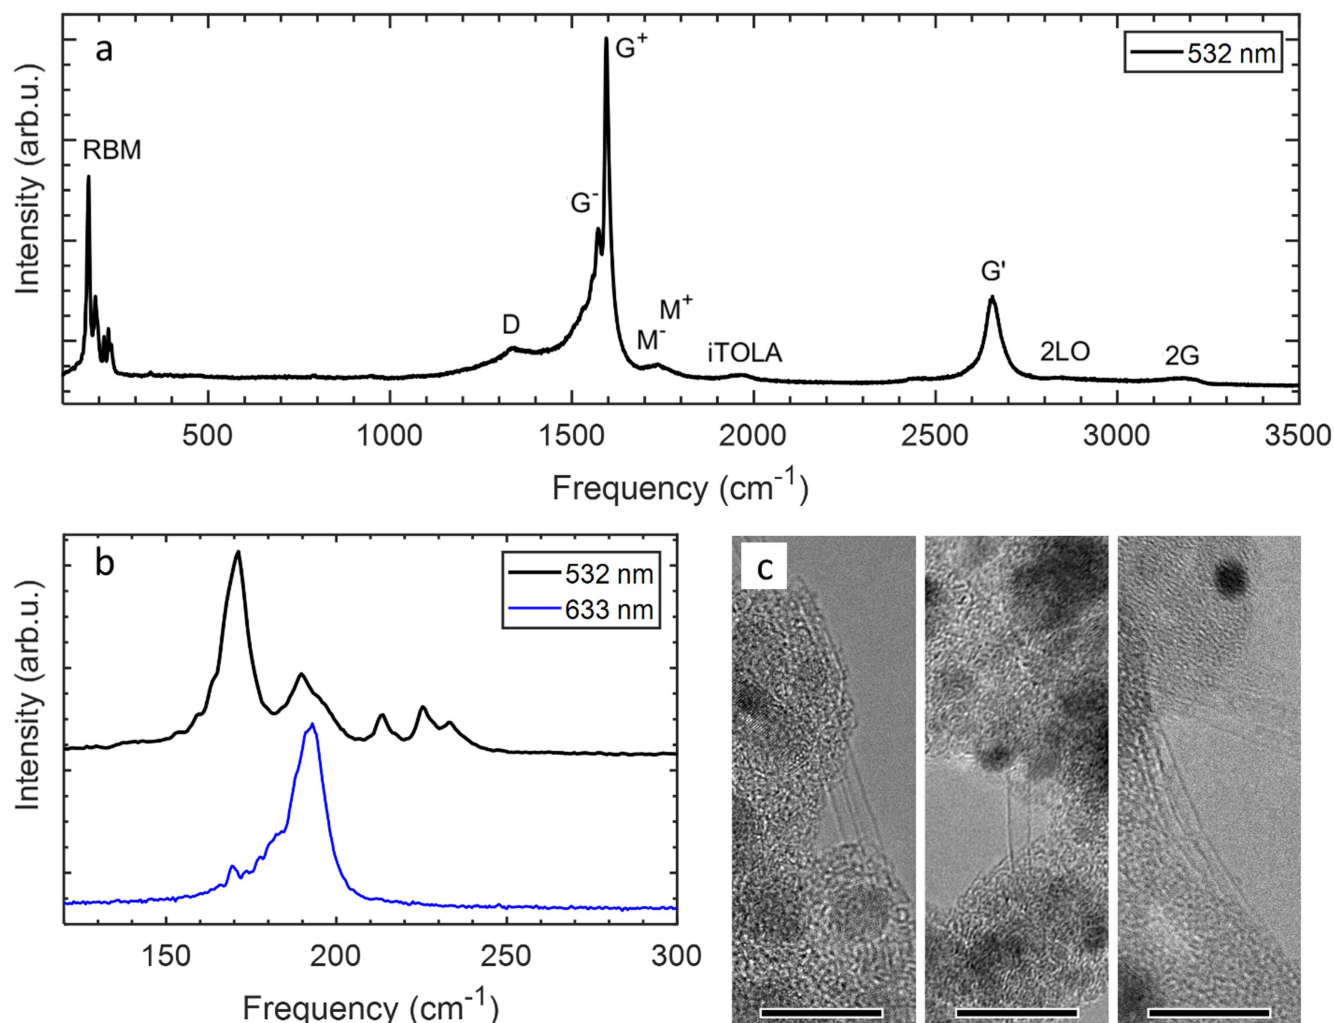 a
532 nm
G⁺
RBM
G⁻
M⁺
M⁻
D
iTOLA
G'
2LO
2G
Intensity (arb.u.)
500 1000 1500 2000 2500 3000 3500
Frequency (cm⁻¹)
b
532 nm
633 nm
Intensity (arb.u.)
150 200 250 300
Frequency (cm⁻¹)
c